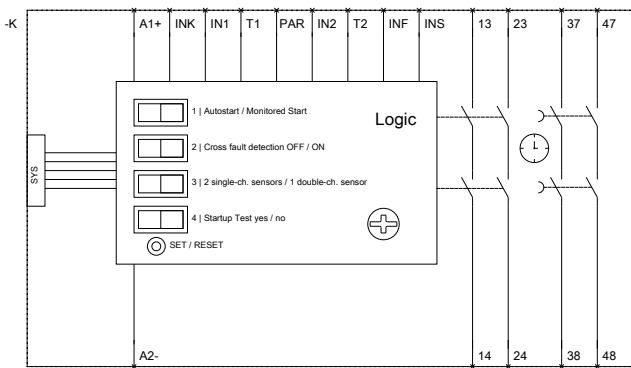 -K A1+ INK IN1 T1 PAR IN2 T2 INF INS 13 23 37 47
1 | Autostart / Monitored Start
Logic
2 | Cross fault detection OFF / ON
SYS
3 | 2 single-ch. sensors / 1 double-ch. sensor
4 | Startup Test yes / no
SET / RESET
A2- 14 24 38 48